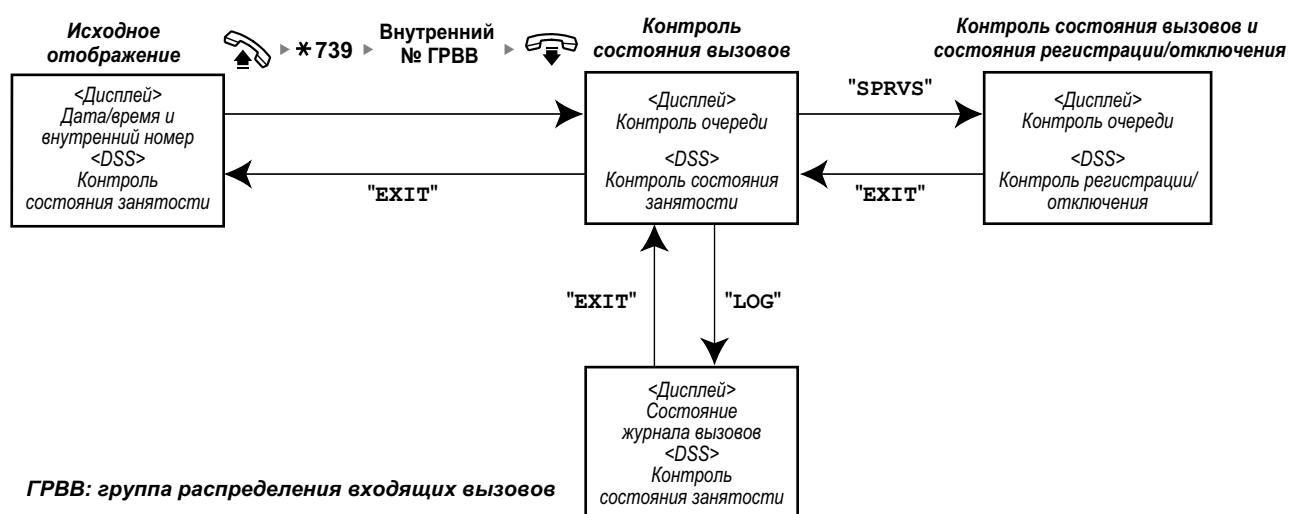 Исходное
отображение
✱739
Внутренний
№ ГРВВ
Контроль
состояния вызовов
Контроль состояния вызовов и
состояния регистрации/отключения
<Дисплей>
Дата/время и
внутренний номер
<DSS>
Контроль
состояния занятости
"EXIT"
<Дисплей>
Контроль очереди
<DSS>
Контроль состояния
занятости
"SPRVS"
"EXIT"
<Дисплей>
Контроль очереди
<DSS>
Контроль регистрации/
отключения
"EXIT"
"LOG"
<Дисплей>
Состояние
журнала вызовов
<DSS>
Контроль
состояния занятости
ГРВВ: группа распределения входящих вызовов